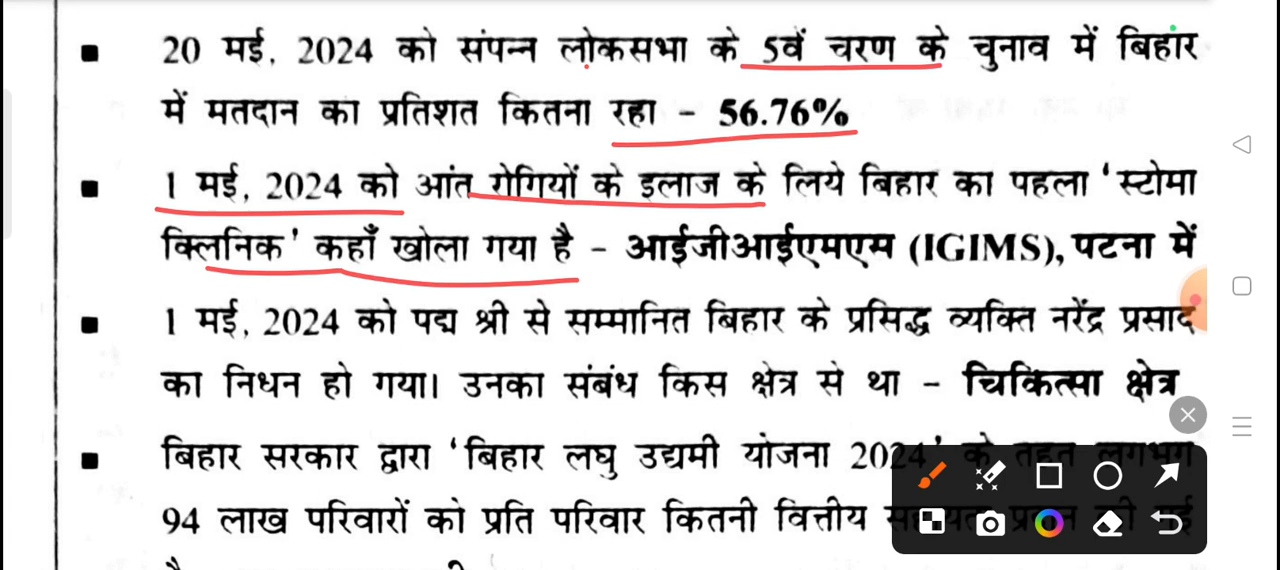 20 मई, 2024 को संपन्न लोकसभा के 5वें चरण के चुनाव में बिहार
में मतदान का प्रतिशत कितना रहा – 56.76%
1 मई, 2024 को आंत रोगियों के इलाज के लिये बिहार का पहला 'स्टोमा
क्लिनिक' कहाँ खोला गया है – आईजीआईएमएस (IGIMS), पटना में
1 मई, 2024 को पद्म श्री से सम्मानित बिहार के प्रसिद्ध व्यक्ति नरेंद्र प्रसाद
का निधन हो गया। उनका संबंध किस क्षेत्र से था – चिकित्सा क्षेत्र
बिहार सरकार द्वारा 'बिहार लघु उद्यमी योजना 2024' के तहत लगभग
94 लाख परिवारों को प्रति परिवार कितनी वित्तीय